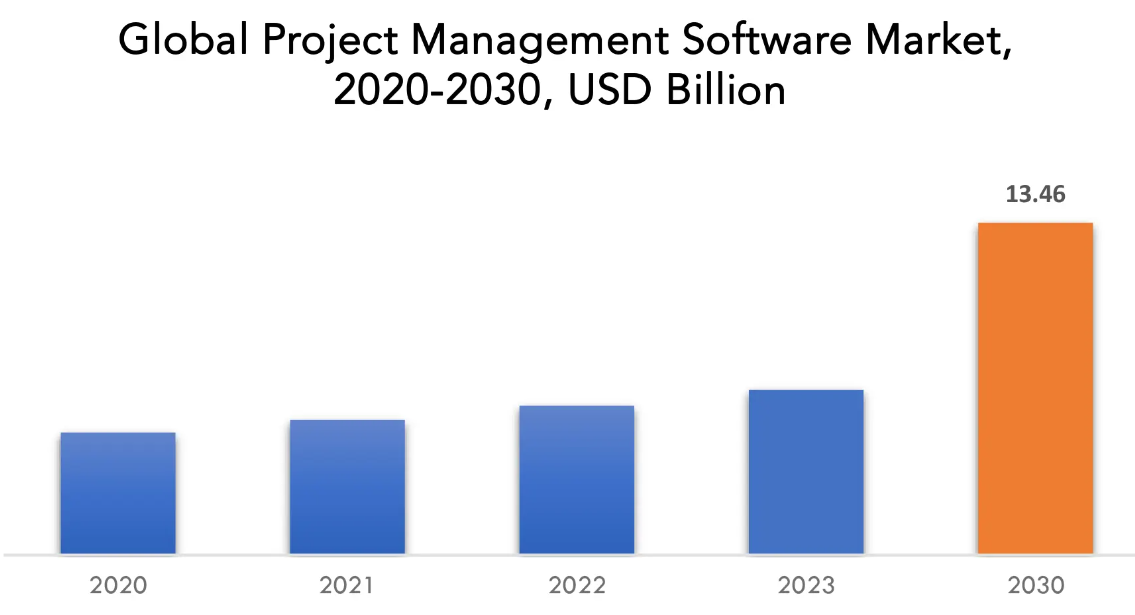 Global Project Management Software Market,
2020-2030, USD Billion
13.46
2020 2021 2022 2023 2030